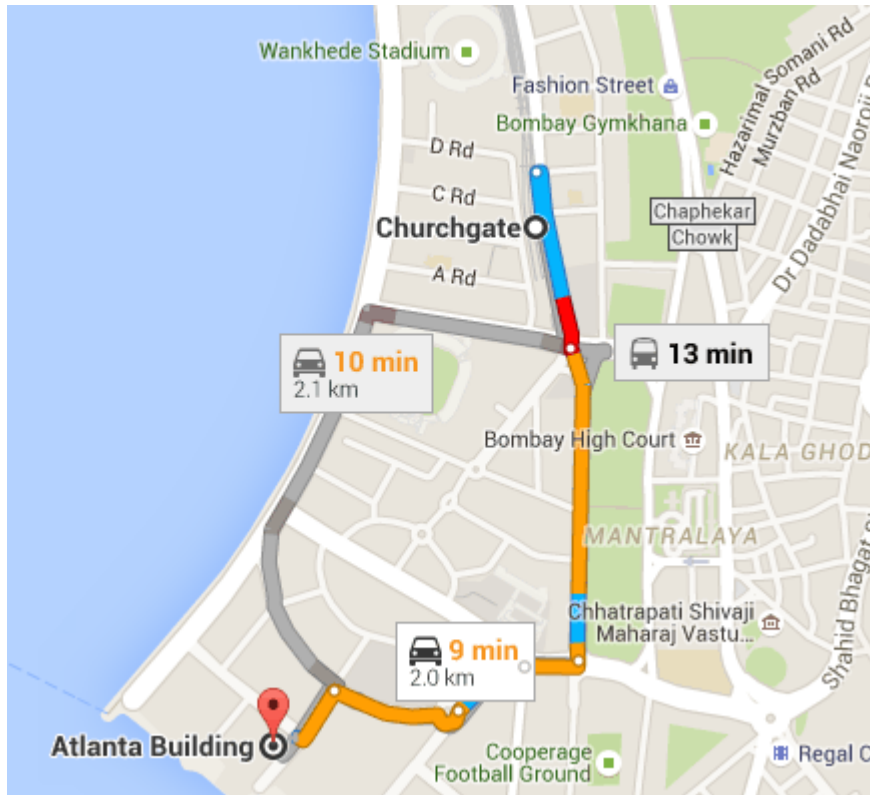 Wankhede Stadium
Hazarimal Somani Rd
Murzban Rd
Fashion Street
Bombay Gymkhana
D Rd
C Rd
Chaphekar
Chowk
Dr Dadabhai Naoroji
Churchgate
A Rd
10 min
2.1 km
13 min
Bombay High Court
KALA GHOD
MANTRALAYA
Chhatrapati Shivaji
Maharaj Vastu...
Shahid Bhagat
9 min
2.0 km
Atlanta Building
Cooperage
Football Ground
Regal C